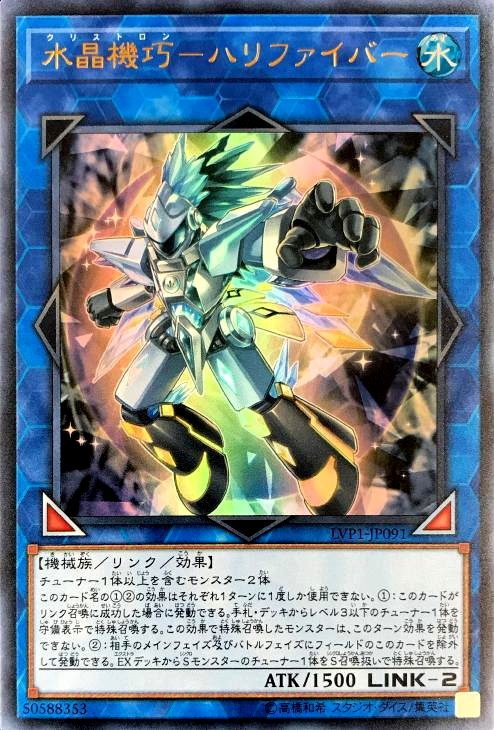 クリストロン
水晶機巧－ハリファイバー
みず
水
LVP1-JP091
【機械族／リンク／効果】
チューナー1体以上を含むモンスター2体
このカード名の①②の効果はそれぞれ1ターンに1度しか使用できない。①：このカードが
リンク召喚に成功した場合に発動できる。手札・デッキからレベル3以下のチューナー1体を
守備表示で特殊召喚する。この効果で特殊召喚したモンスターは、このターン効果を発動
できない。②：相手のメインフェイズ及びバトルフェイズにフィールドのこのカードを除外
して発動できる。EXデッキからSモンスターのチューナー1体をS召喚扱いで特殊召喚する。
ATK/1500 LINK-2
50588353 ©高橋和希 スタジオ・ダイス/集英社